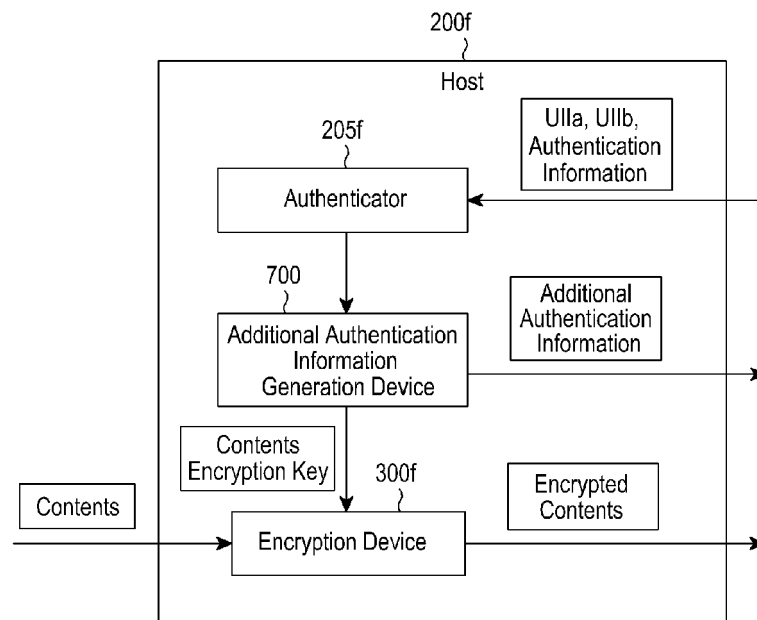 200f
Host
UIIa, UIIb,
Authentication
Information
205f
Authenticator
700
Additional Authentication
Information
Generation Device
Additional
Authentication
Information
Contents
Encryption Key
300f
Contents
Encryption Device
Encrypted
Contents